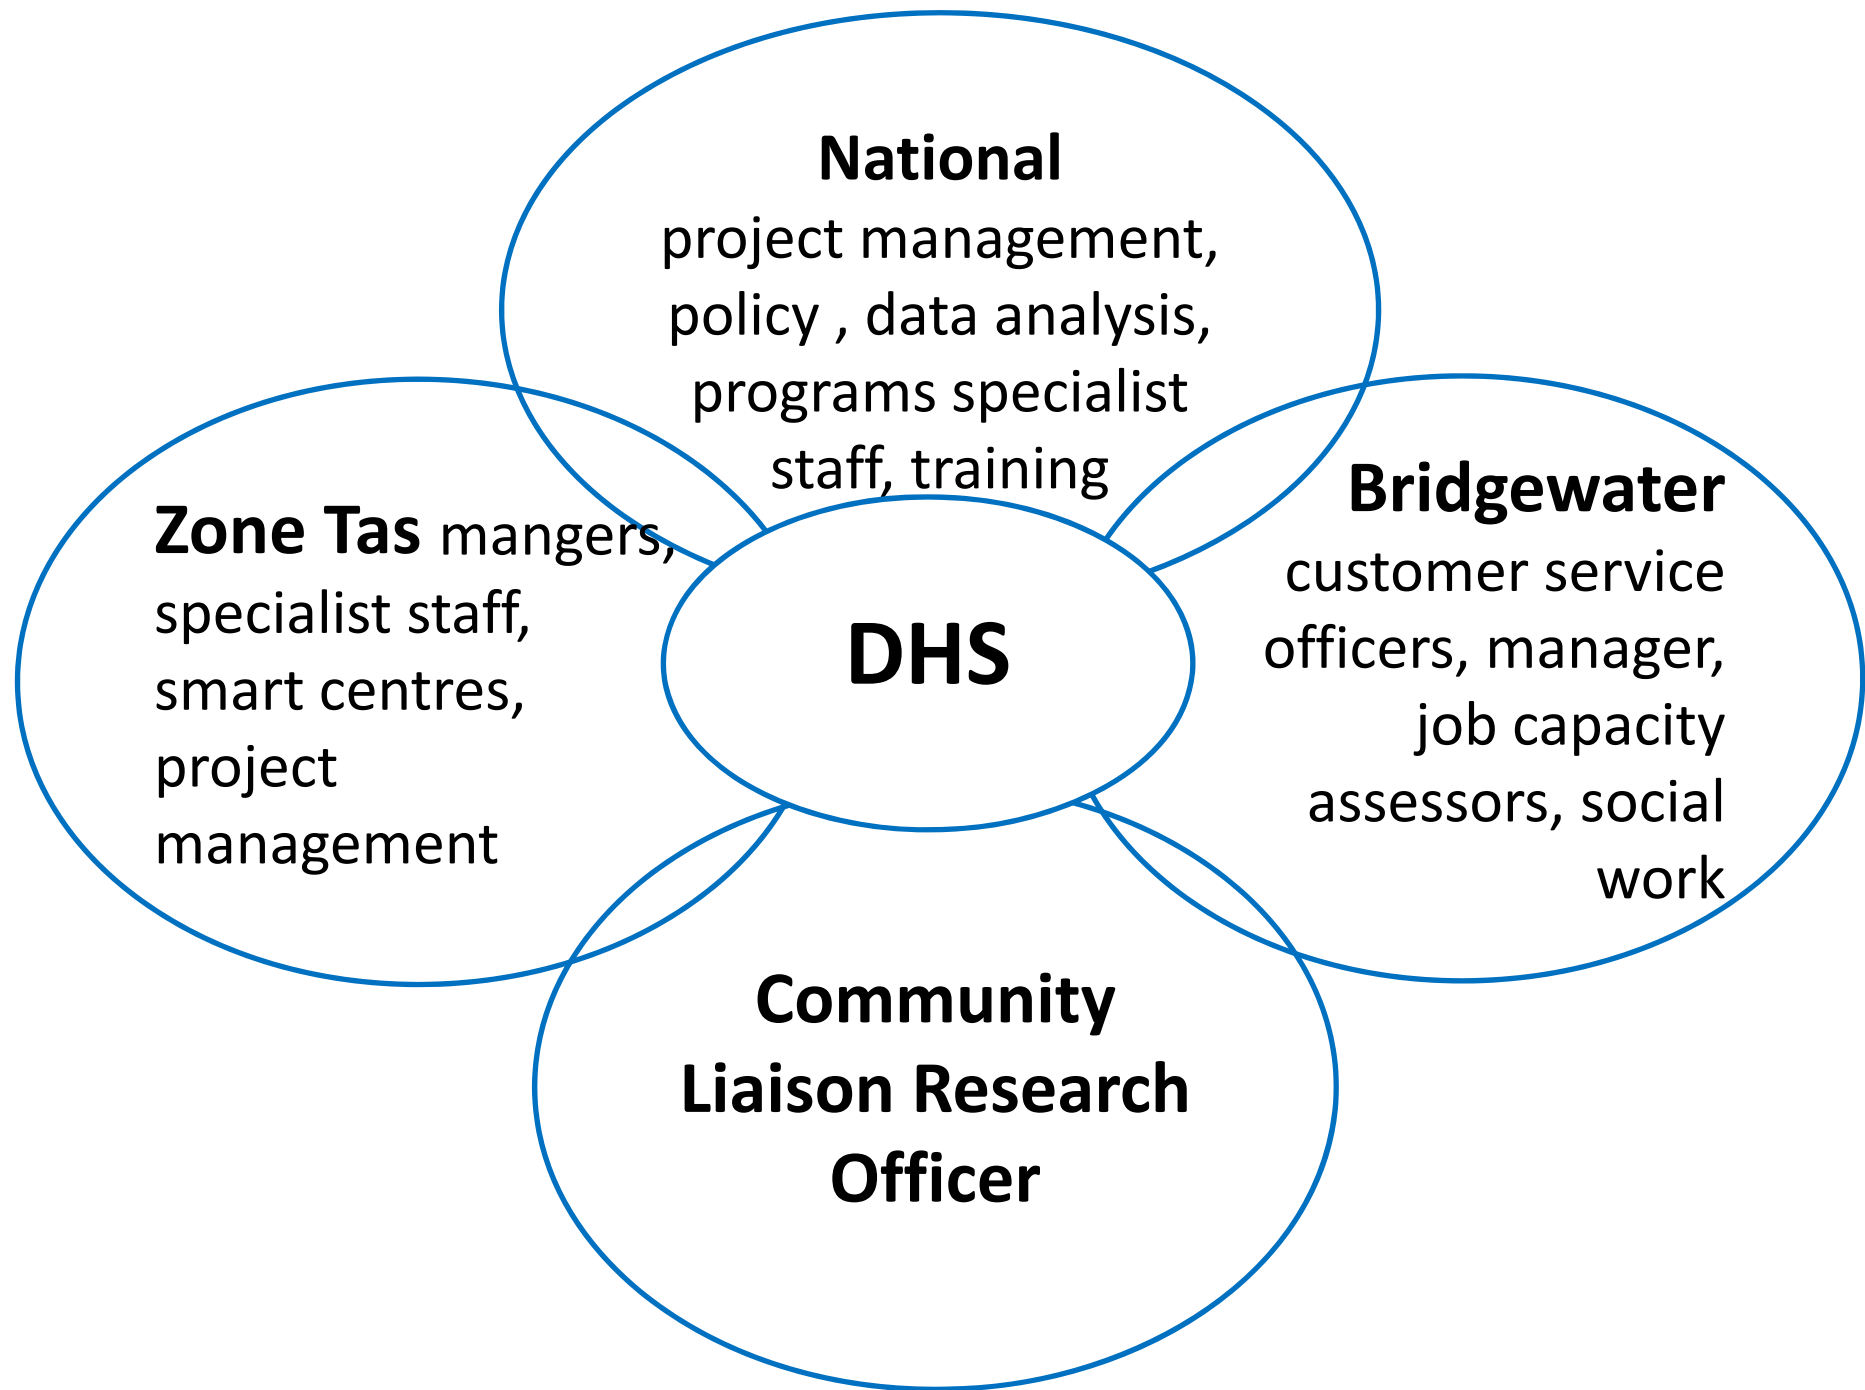 National
project management,
policy , data analysis,
programs specialist
staff, training
Zone Tas mangers,
specialist staff,
smart centres,
project
management
DHS
Bridgewater
customer service
officers, manager,
job capacity
assessors, social
work
Community
Liaison Research
Officer